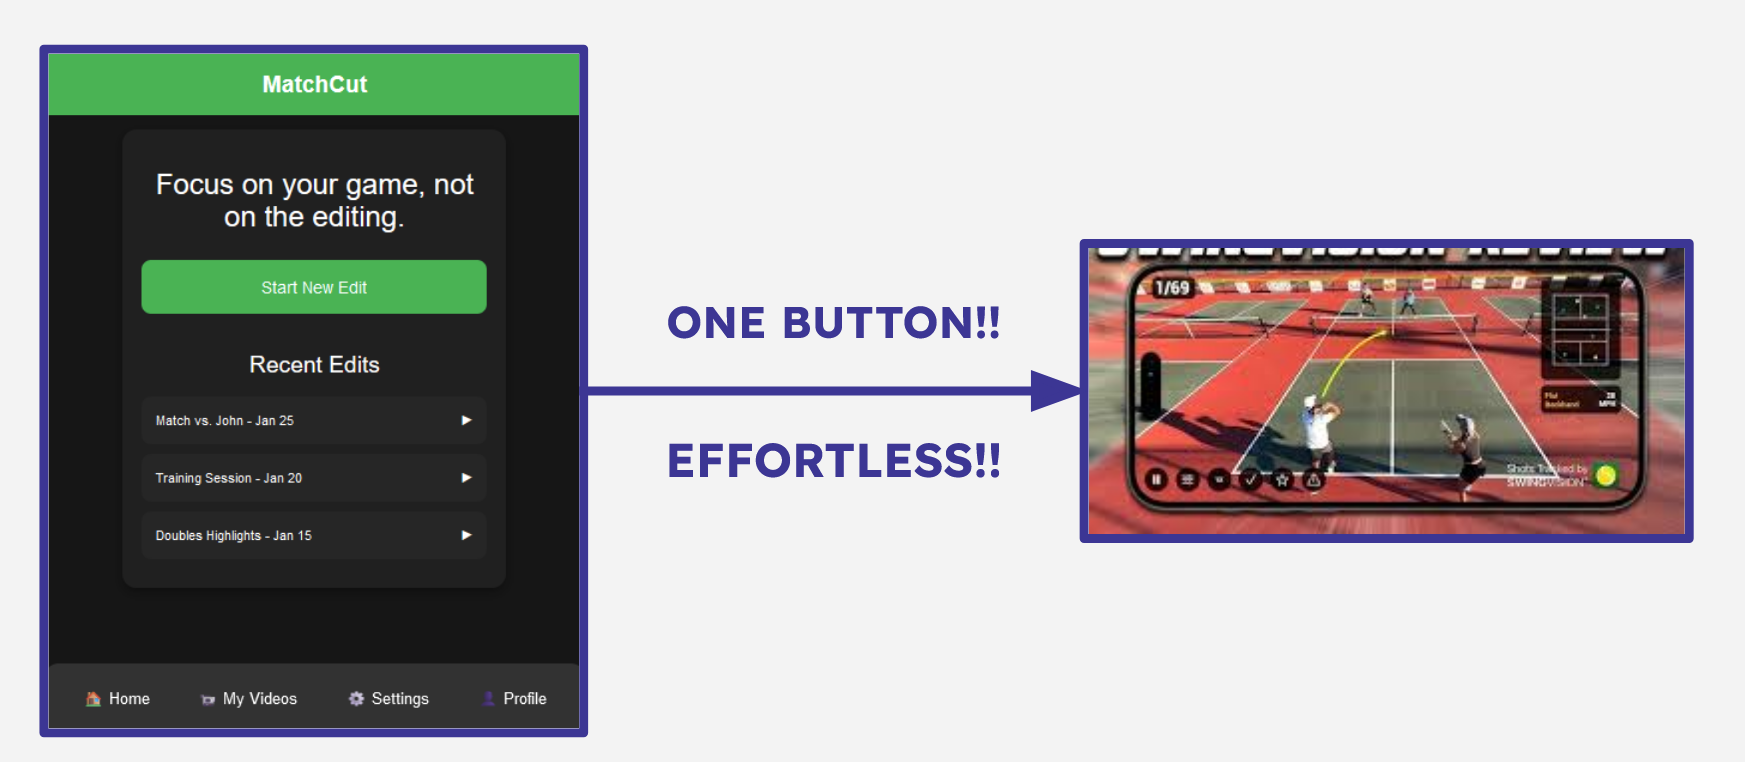 MatchCut
Focus on your game, not
on the editing.
Start New Edit
Recent Edits
Match vs. John - Jan 25
Training Session - Jan 20
Doubles Highlights - Jan 15
Home My Videos Settings Profile
ONE BUTTON!!
EFFORTLESS!!
1/69
MPH
Shots Tracked by
SWINGVISION